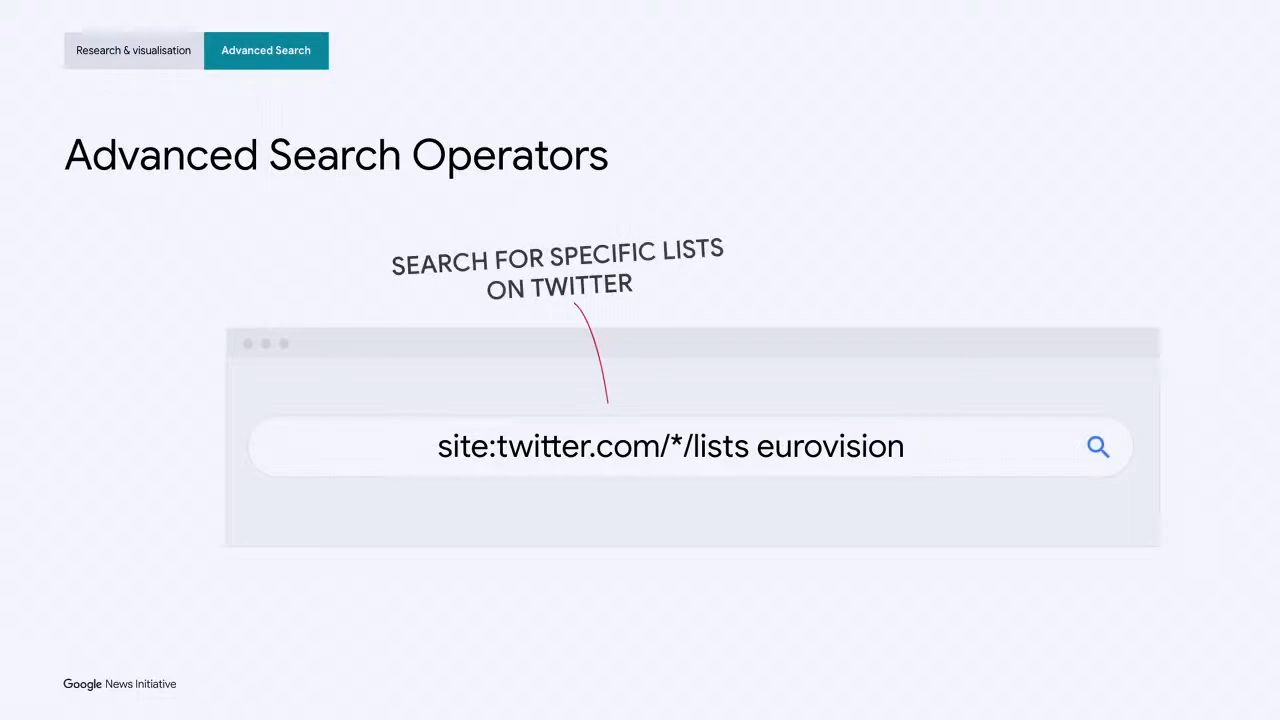 Research & visualisation
Advanced Search
Advanced Search Operators
SEARCH FOR SPECIFIC LISTS
ON TWITTER
site:twitter.com/*/lists eurovision
Google News Initiative